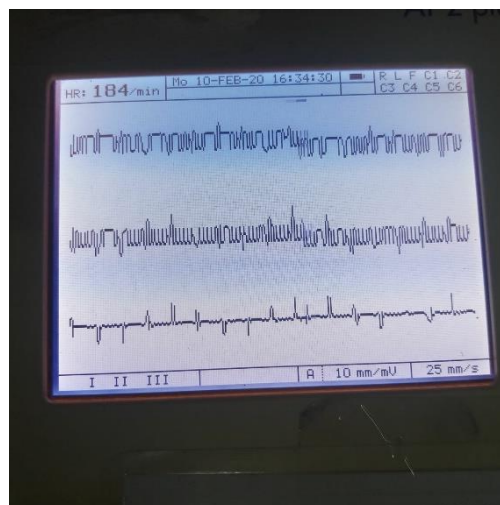 HR: 184/min
Mo 10-FEB-20 16:34:30
R L F C1 C2
C3 C4 C5 C6
I II III
A
10 mm/mV
25 mm/s